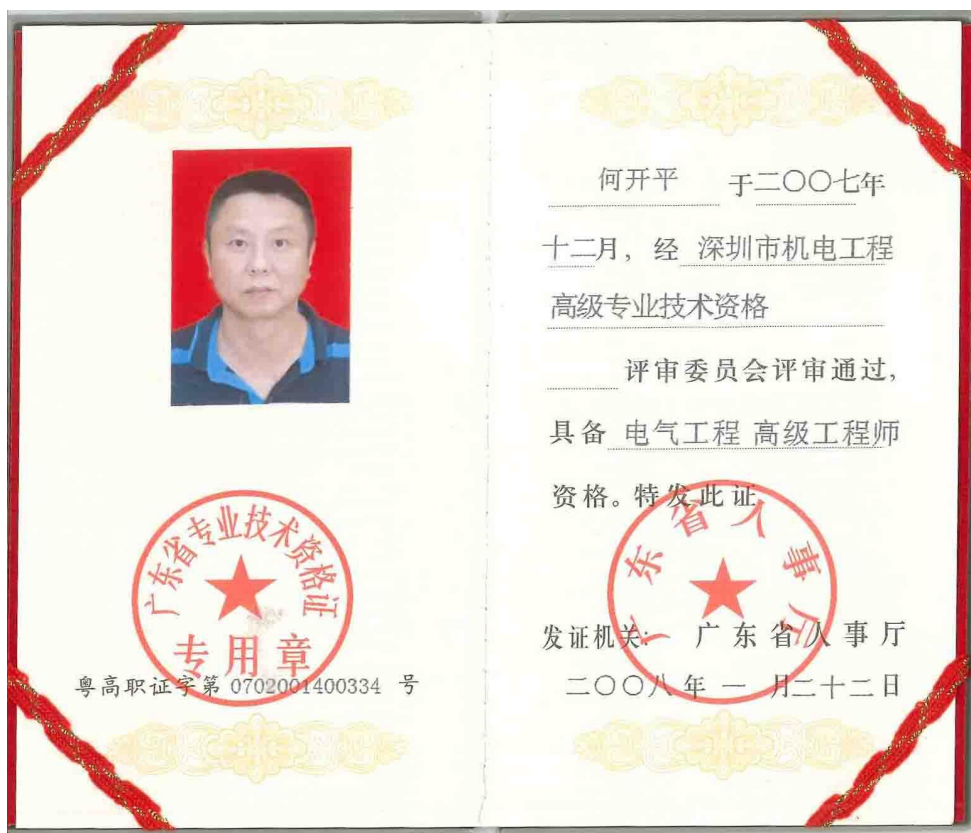 广东省专业技术资格证
专用章
粤高职证字第 0702001400334 号
何开平 于二〇〇七年
十二月，经 深圳市机电工程
高级专业技术资格
评审委员会评审通过，
具备 电气工程 高级工程师
资格。特发此证
广东省人事厅
发证机关: 广东省人事厅
二〇〇八年 一 月二十二日